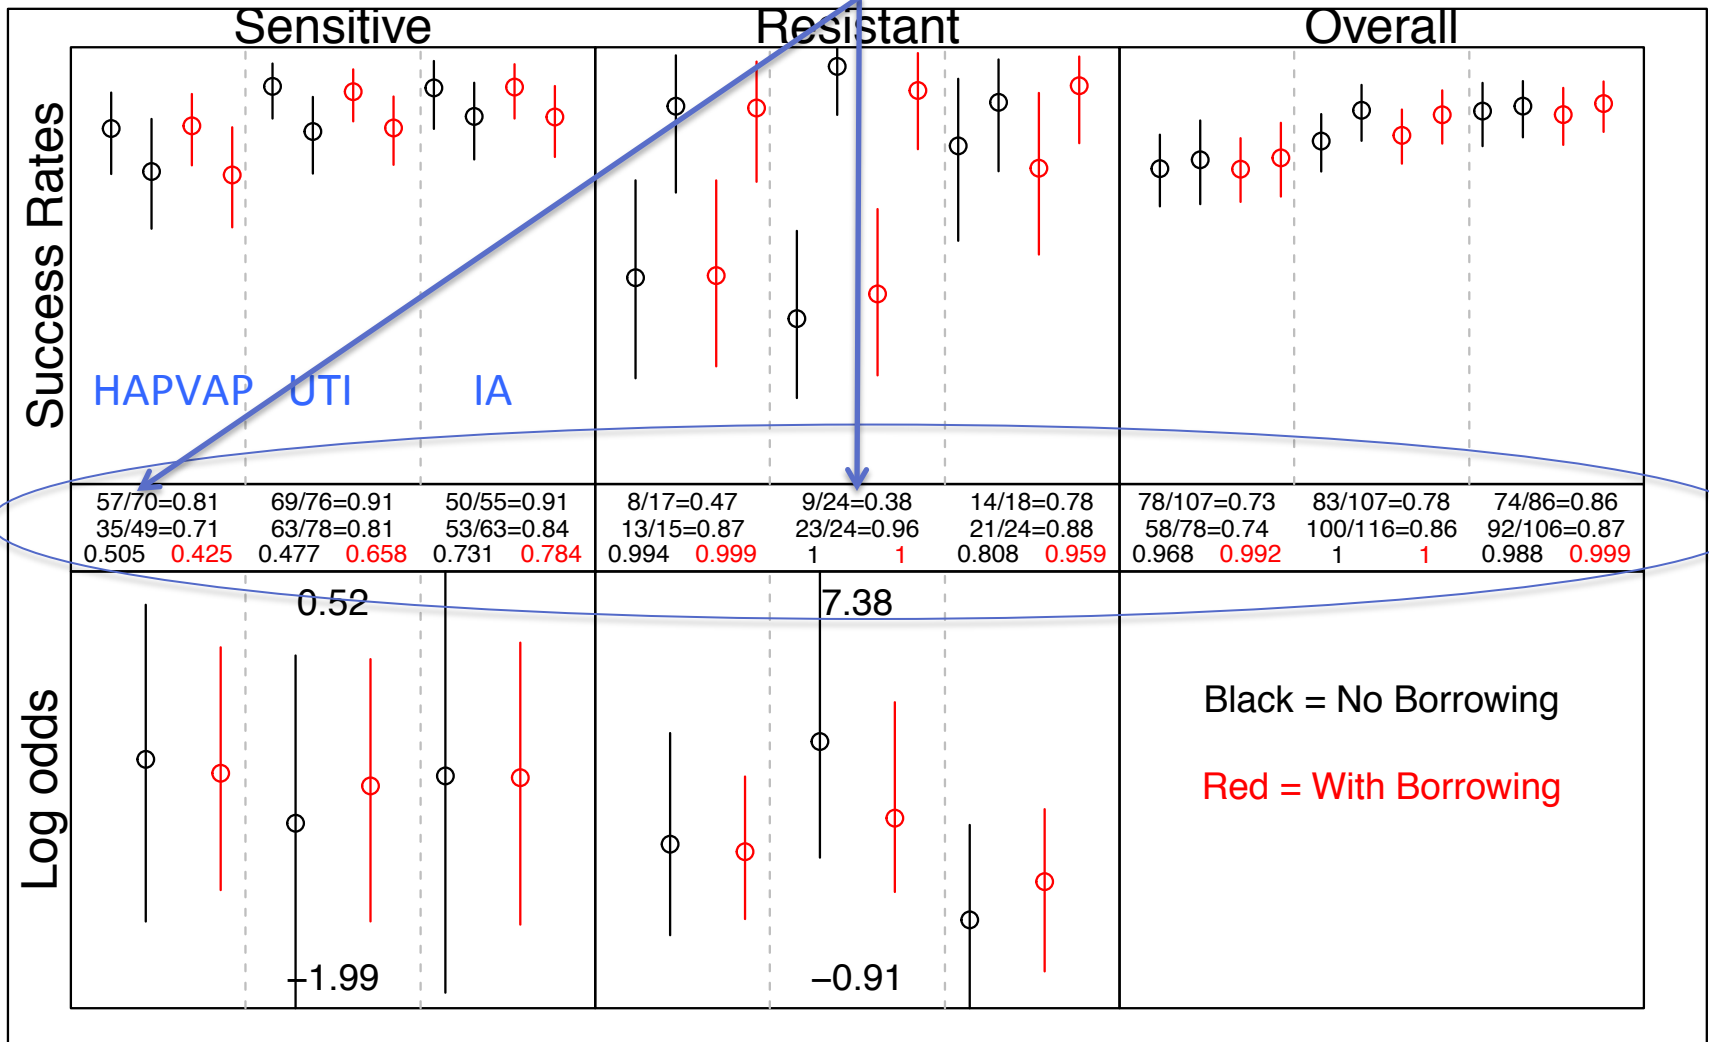 Sensitive Resistant Overall
Success Rates
HAPVAP UTI IA
57/70=0.81 69/76=0.91 50/55=0.91 8/17=0.47 9/24=0.38 14/18=0.78 78/107=0.73 83/107=0.78 74/86=0.86
35/49=0.71 63/78=0.81 53/63=0.84 13/15=0.87 23/24=0.96 21/24=0.88 58/78=0.74 100/116=0.86 92/106=0.87
0.505 0.425 0.477 0.658 0.731 0.784 0.994 0.999 1 1 0.808 0.959 0.968 0.992 1 1 0.988 0.999
0.52 7.38
Log odds
Black = No Borrowing
Red = With Borrowing
−1.99 −0.91